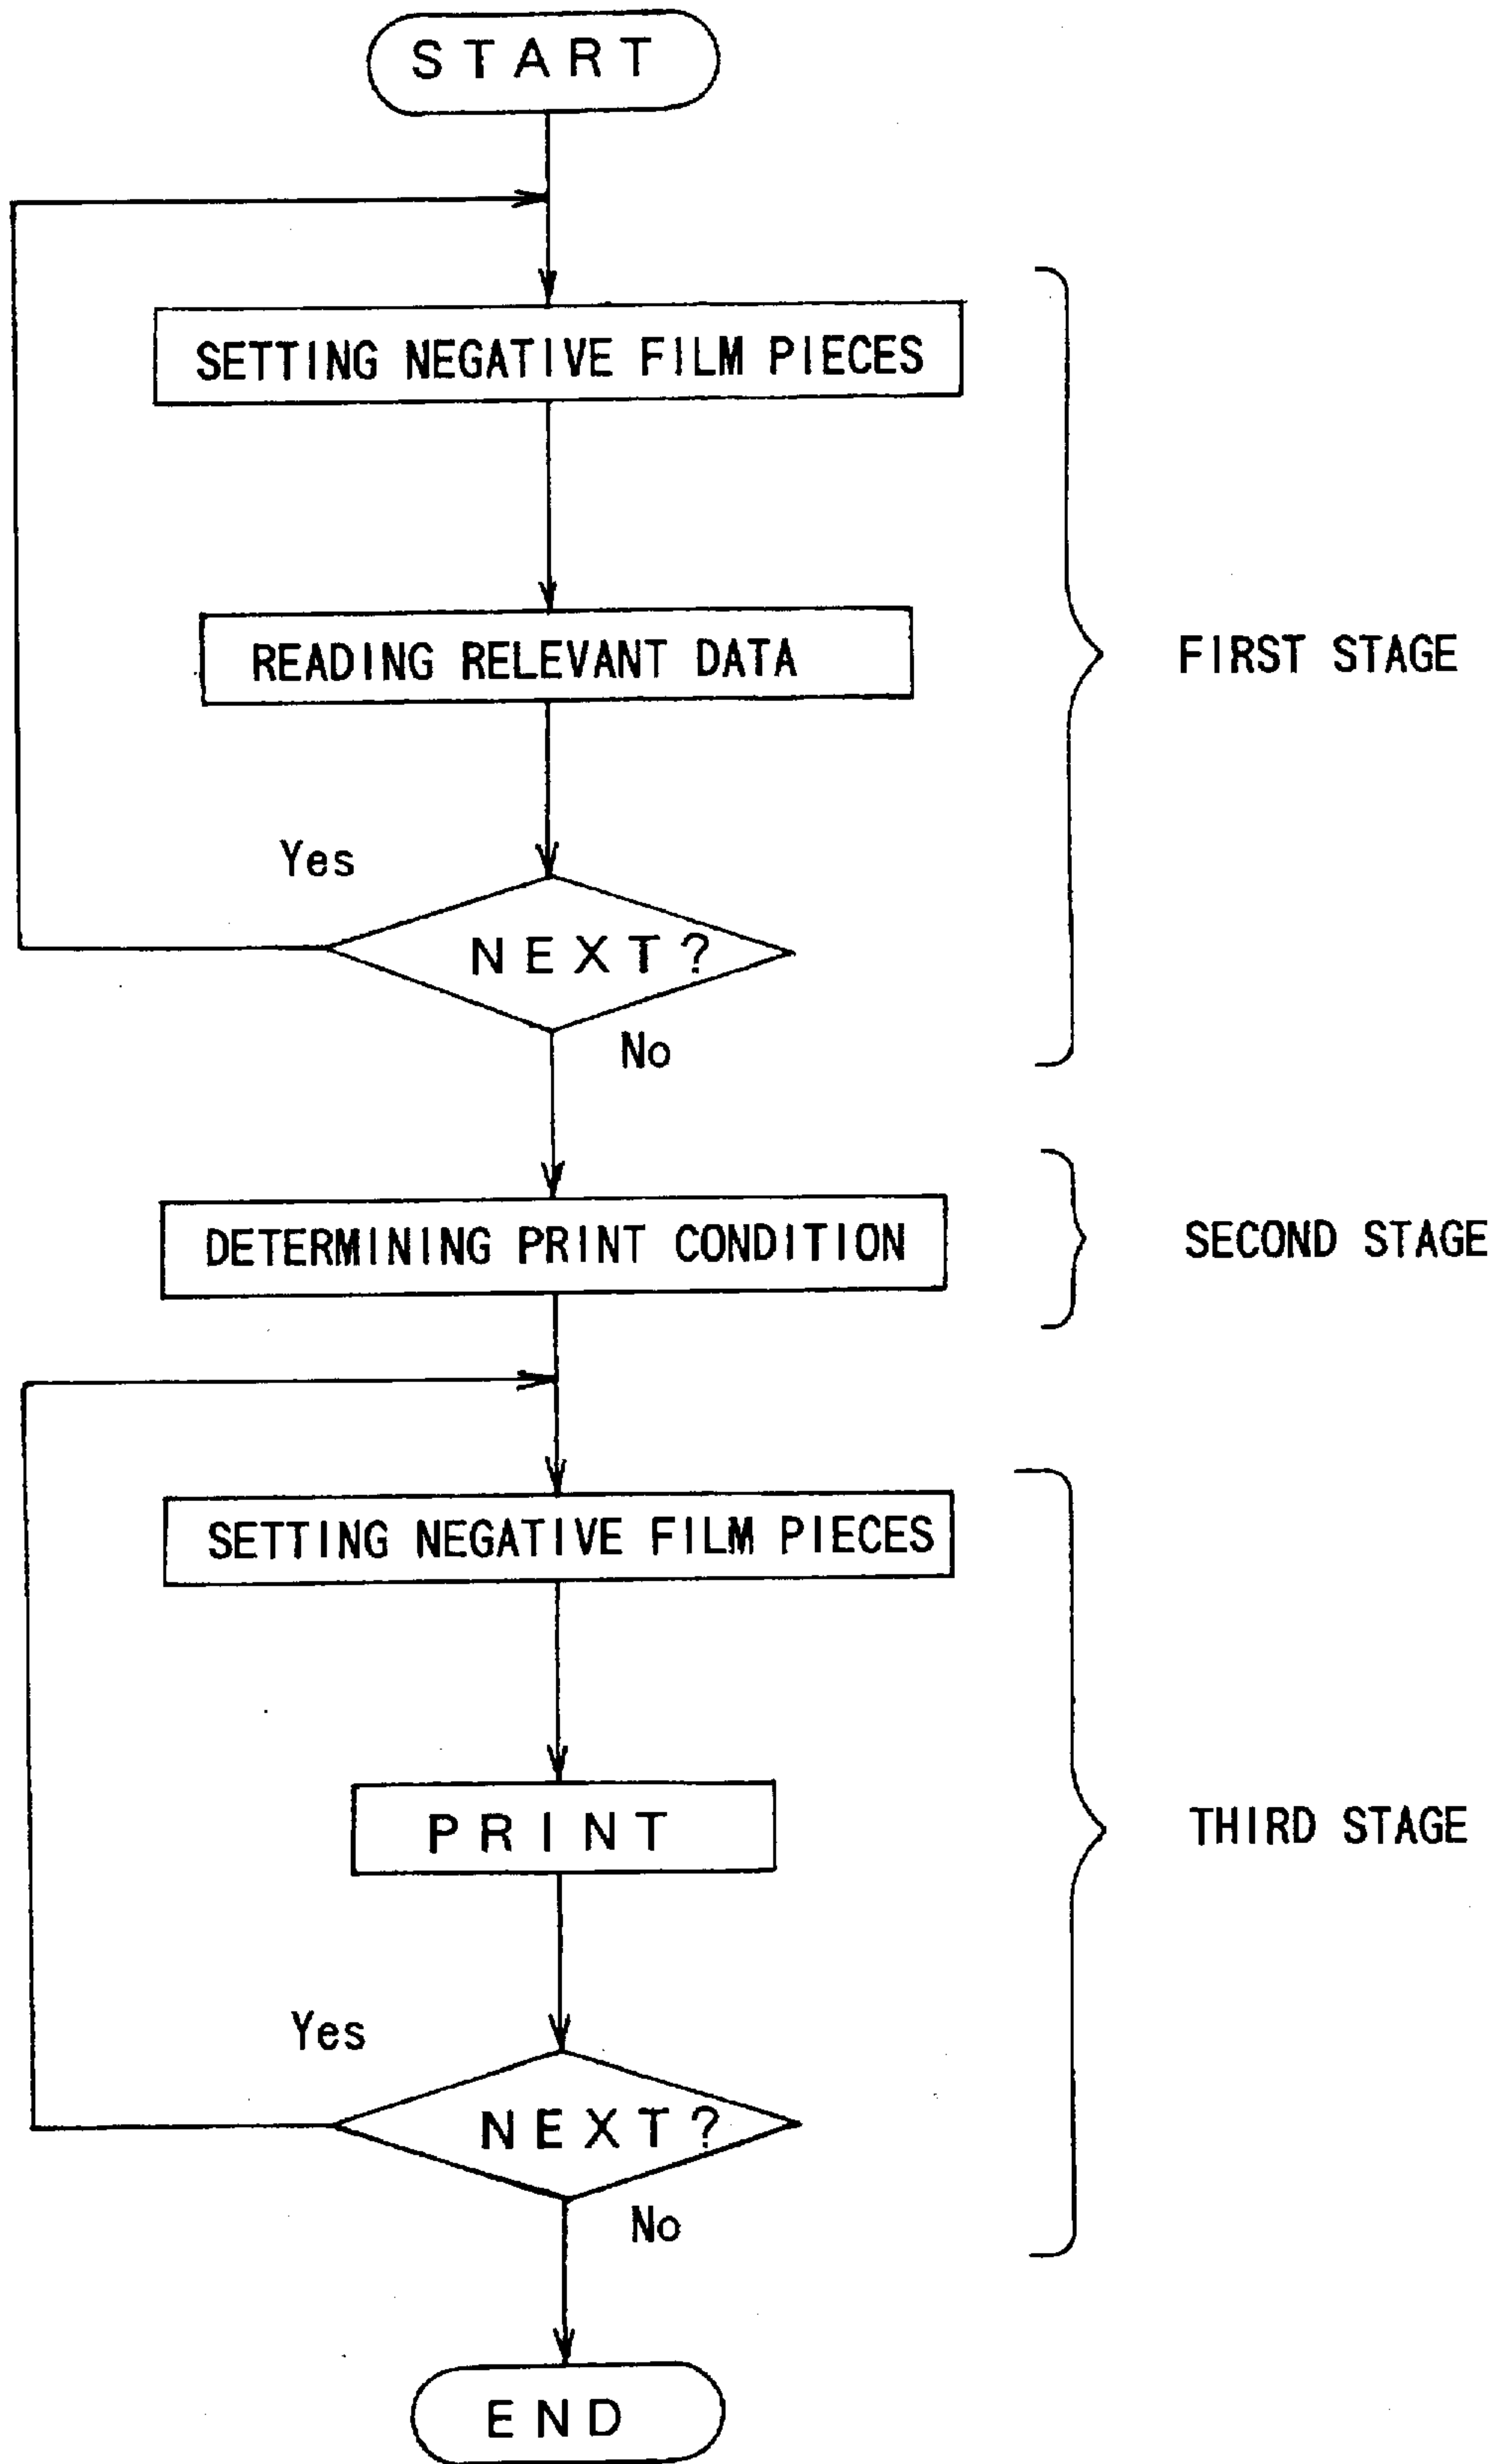 START
SETTING NEGATIVE FILM PIECES
READING RELEVANT DATA
FIRST STAGE
Yes
NEXT?
No
DETERMINING PRINT CONDITION
SECOND STAGE
SETTING NEGATIVE FILM PIECES
PRINT
THIRD STAGE
Yes
NEXT?
No
END